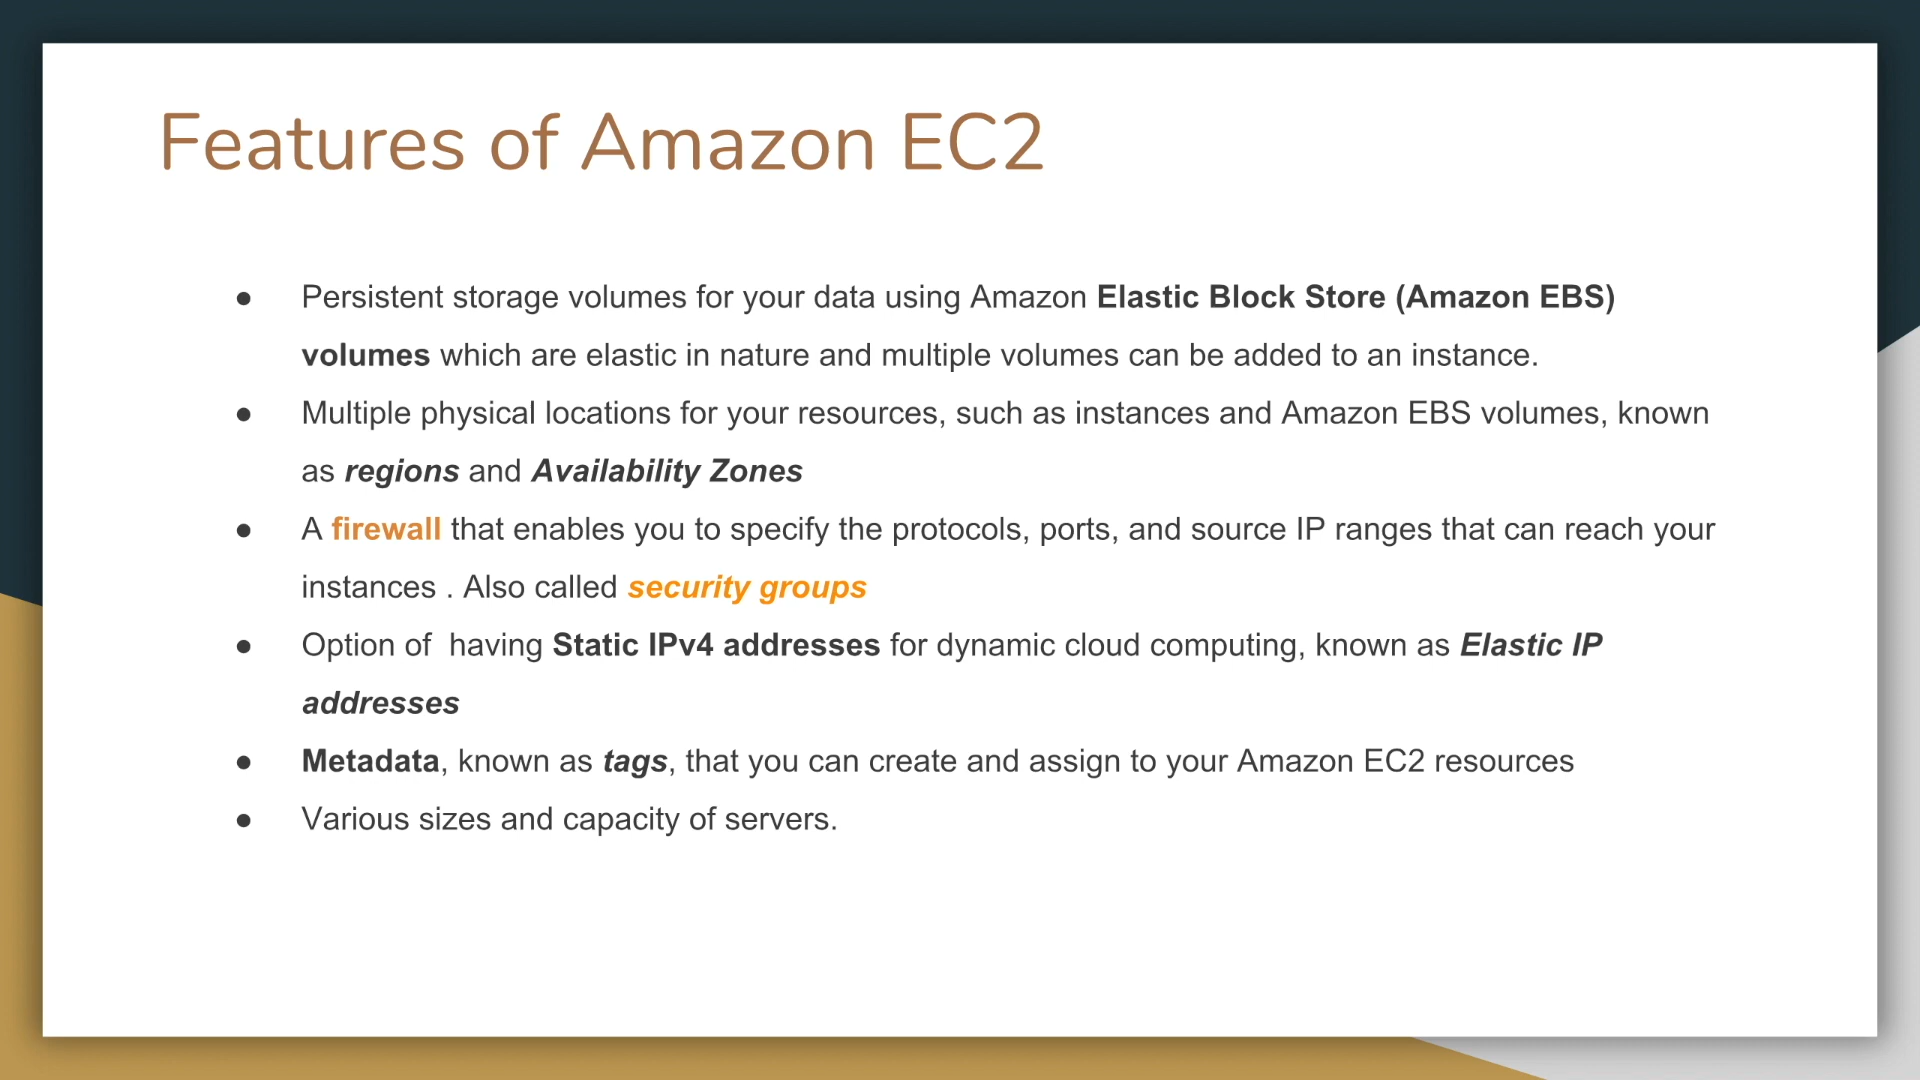 Features of Amazon EC2
● Persistent storage volumes for your data using Amazon Elastic Block Store (Amazon EBS)
volumes which are elastic in nature and multiple volumes can be added to an instance.
● Multiple physical locations for your resources, such as instances and Amazon EBS volumes, known
as regions and Availability Zones
● A firewall that enables you to specify the protocols, ports, and source IP ranges that can reach your
instances . Also called security groups
● Option of  having Static IPv4 addresses for dynamic cloud computing, known as Elastic IP
addresses
● Metadata, known as tags, that you can create and assign to your Amazon EC2 resources
● Various sizes and capacity of servers.